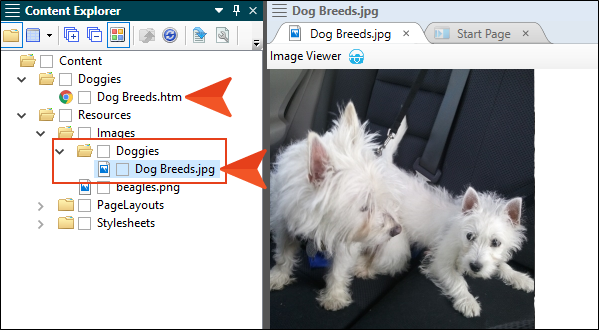 Content Explorer
Content
Doggies
Dog Breeds.htm
Resources
Images
Doggies
Dog Breeds.jpg
beagles.png
PageLayouts
Stylesheets
Dog Breeds.jpg
Dog Breeds.jpg
Start Page
Image Viewer